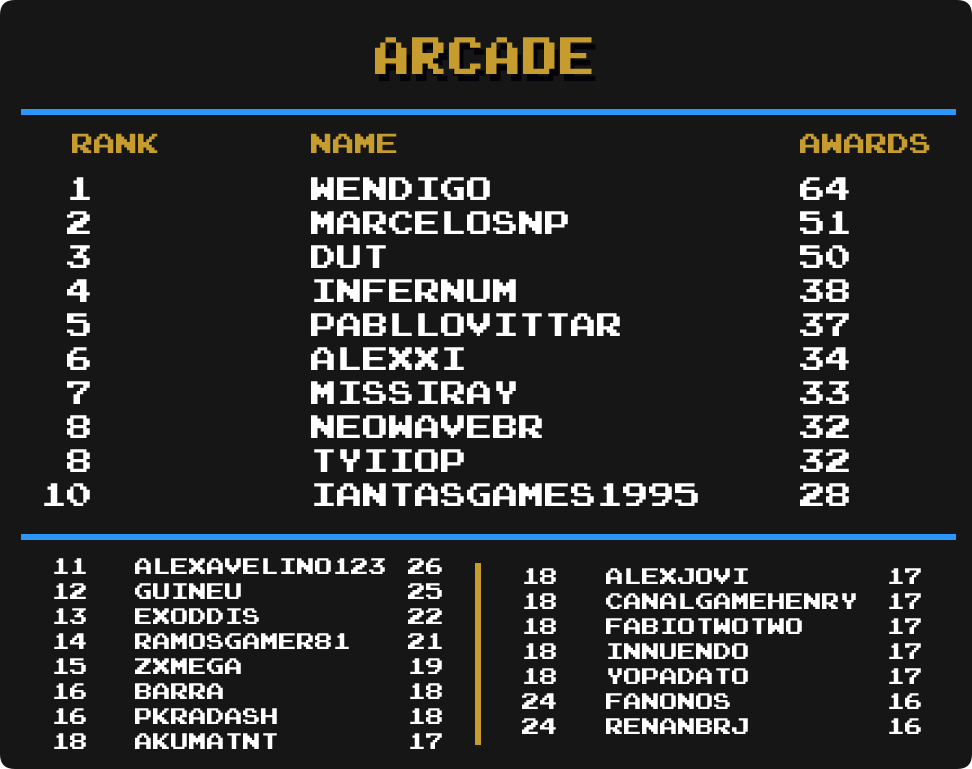 ARCADE
RANK NAME AWARDS
1 WENDIGO 64
2 MARCELOSNP 51
3 DUT 50
4 INFERNUM 38
5 PABLLOVITTAR 37
6 ALEXXI 34
7 MISSIRAY 33
8 NEOWAVEBR 32
8 TYIIOP 32
10 IANTASGAMES1995 28
11 ALEXAVELINO123 26
12 GUINEU 25
13 EXODDIS 22
14 RAMOSGAMER81 21
15 ZXMEGA 19
16 BARRA 18
16 PKRADASH 18
18 AKUMATNT 17
18 ALEXJOVI 17
18 CANALGAMEHENRY 17
18 FABIOTWOTWO 17
18 INNUENDO 17
18 YOPADATO 17
24 FANONOS 16
24 RENANBRJ 16